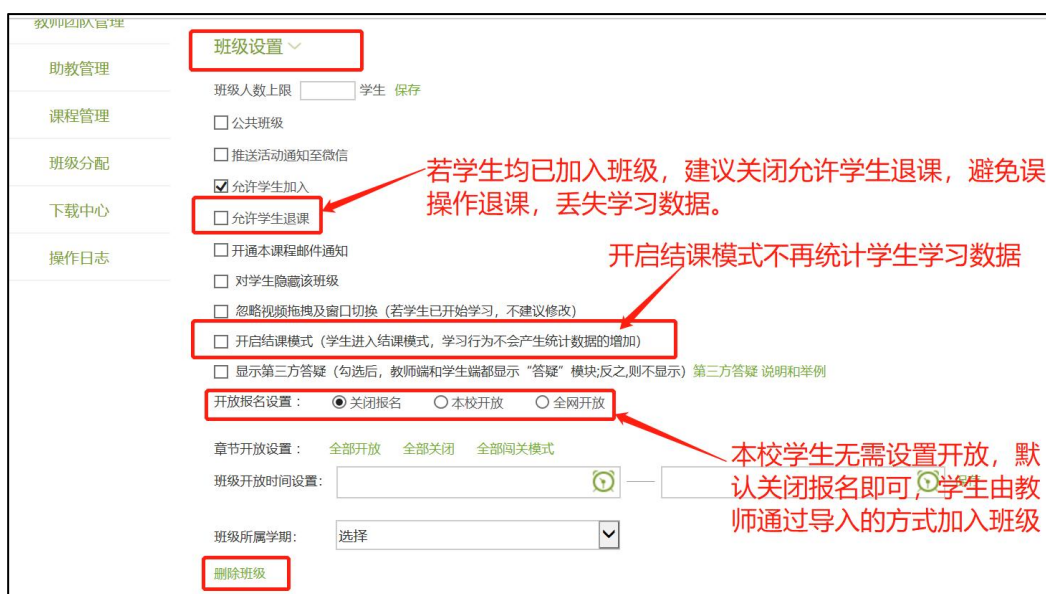 教师团队管理
助教管理
课程管理
班级分配
下载中心
操作日志
班级设置
班级人数上限 学生 保存
公共班级
推送活动通知至微信
允许学生加入
允许学生退课
若学生均已加入班级，建议关闭允许学生退课，避免误
操作退课，丢失学习数据。
开通本课程邮件通知
开启结课模式不再统计学生学习数据
对学生隐藏该班级
忽略视频拖拽及窗口切换（若学生已开始学习，不建议修改）
开启结课模式（学生进入结课模式，学习行为不会产生统计数据的增加）
显示第三方答疑（勾选后，教师端和学生端都显示“答疑”模块;反之,则不显示）第三方答疑 说明和举例
开放报名设置： 关闭报名 本校开放 全网开放
章节开放设置： 全部开放 全部关闭 全部闯关模式
班级开放时间设置： —
本校学生无需设置开放，默
认关闭报名即可，学生由教
师通过导入的方式加入班级
班级所属学期： 选择
删除班级